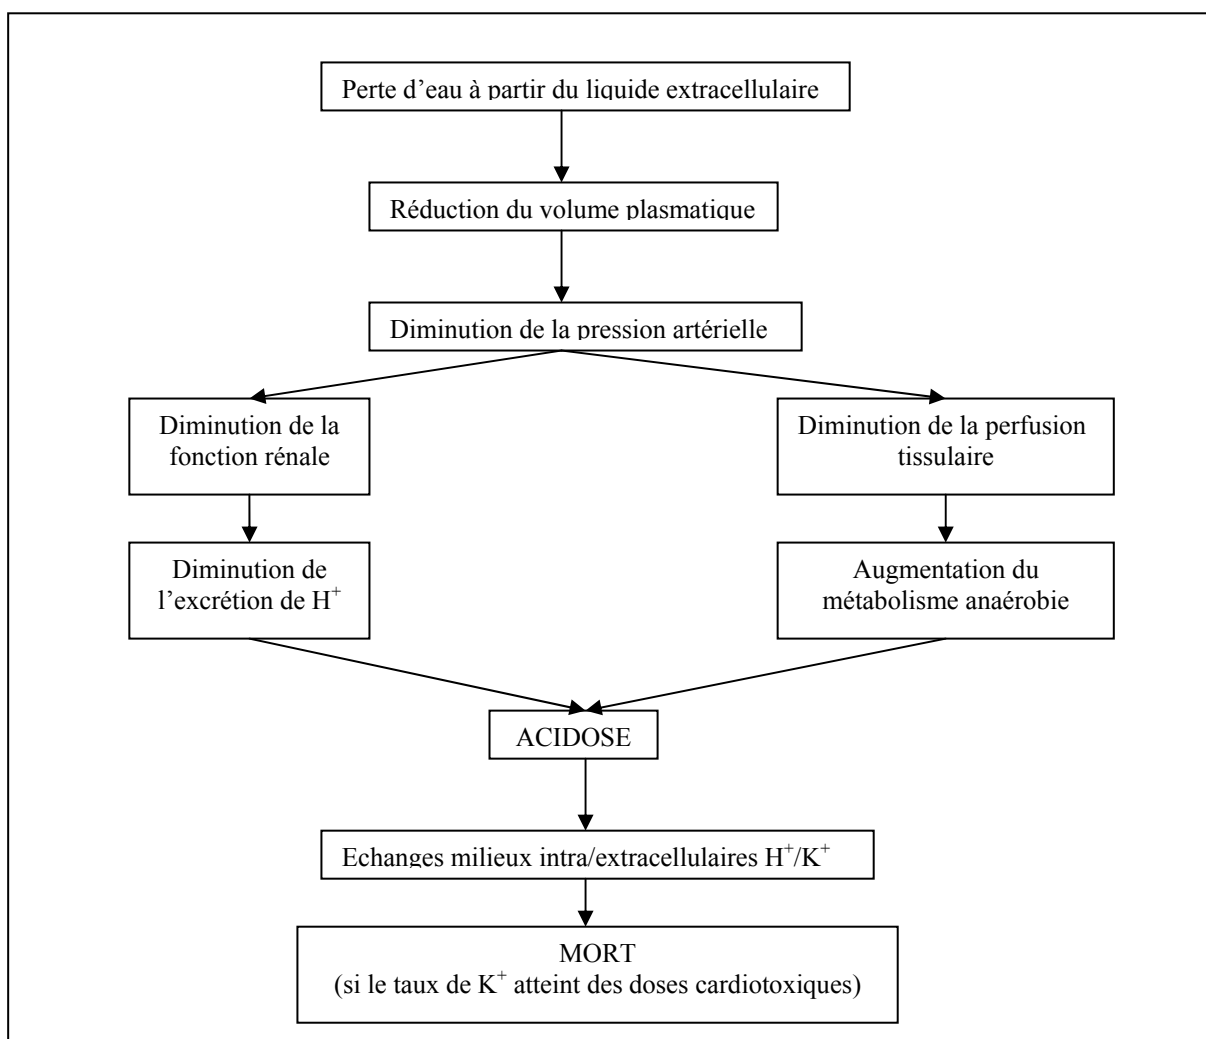 Perte d’eau à partir du liquide extracellulaire
Réduction du volume plasmatique
Diminution de la pression artérielle
Diminution de la
fonction rénale
Diminution de la perfusion
tissulaire
Diminution de
l’excrétion de H⁺
Augmentation du
métabolisme anaérobie
ACIDOSE
Echanges milieux intra/extracellulaires H⁺/K⁺
MORT
(si le taux de K⁺ atteint des doses cardiotoxiques)